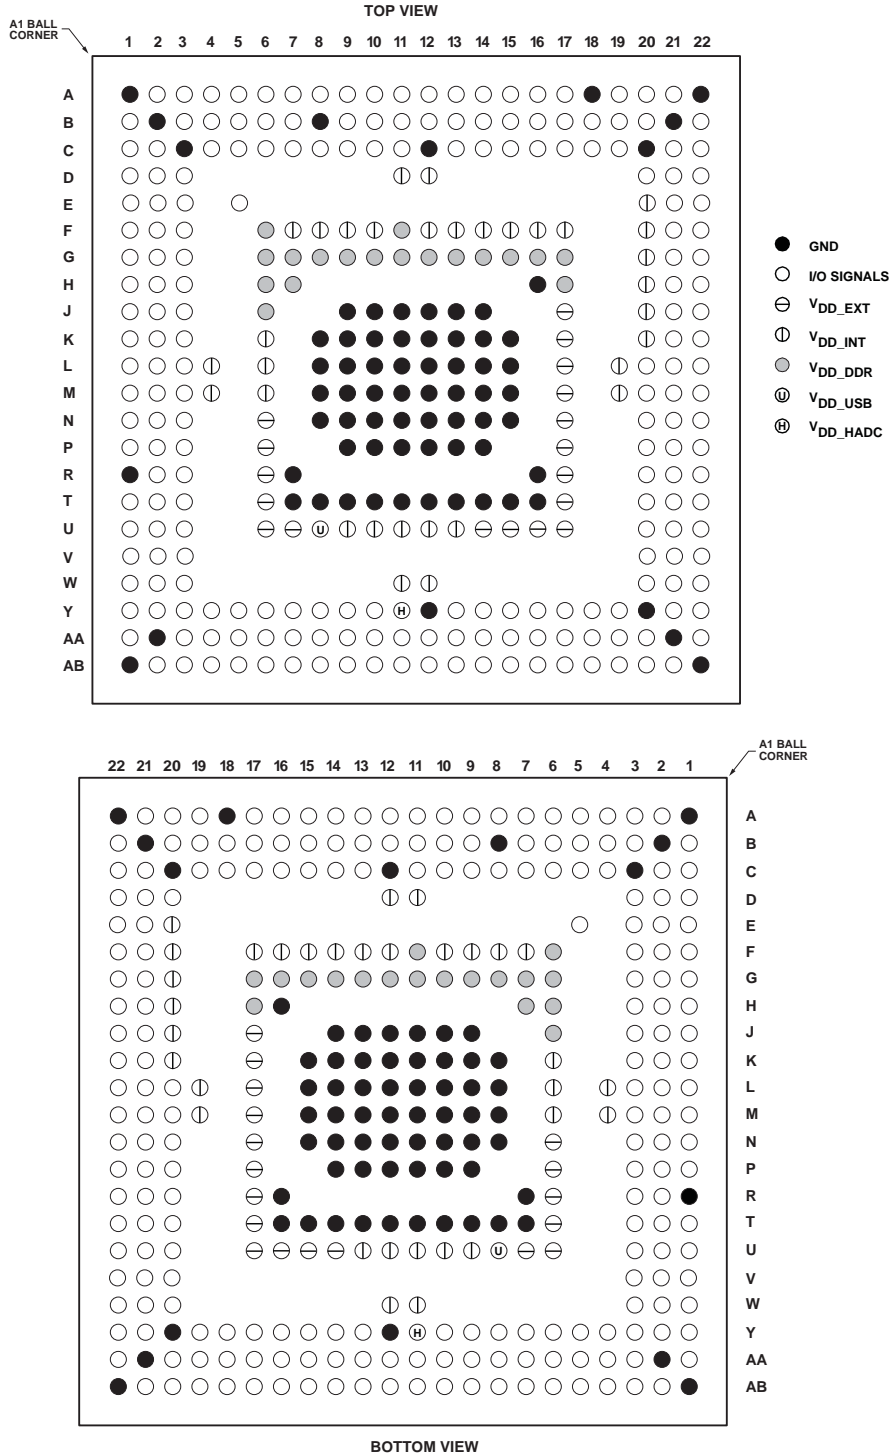 TOP VIEW
A1 BALL
CORNER
1 2 3 4 5 6 7 8 9 10 11 12 13 14 15 16 17 18 19 20 21 22
A
B
C
D
E
F
G
H
J
K
L
M
N
P
R
T
U
U
V
W
Y
H
AA
AB
GND
I/O SIGNALS
VDD_EXT
VDD_INT
VDD_DDR
U VDD_USB
H VDD_HADC
A1 BALL
CORNER
22 21 20 19 18 17 16 15 14 13 12 11 10 9 8 7 6 5 4 3 2 1
A
B
C
D
E
F
G
H
J
K
L
M
N
P
R
T
U U
V
W
H Y
AA
AB
BOTTOM VIEW